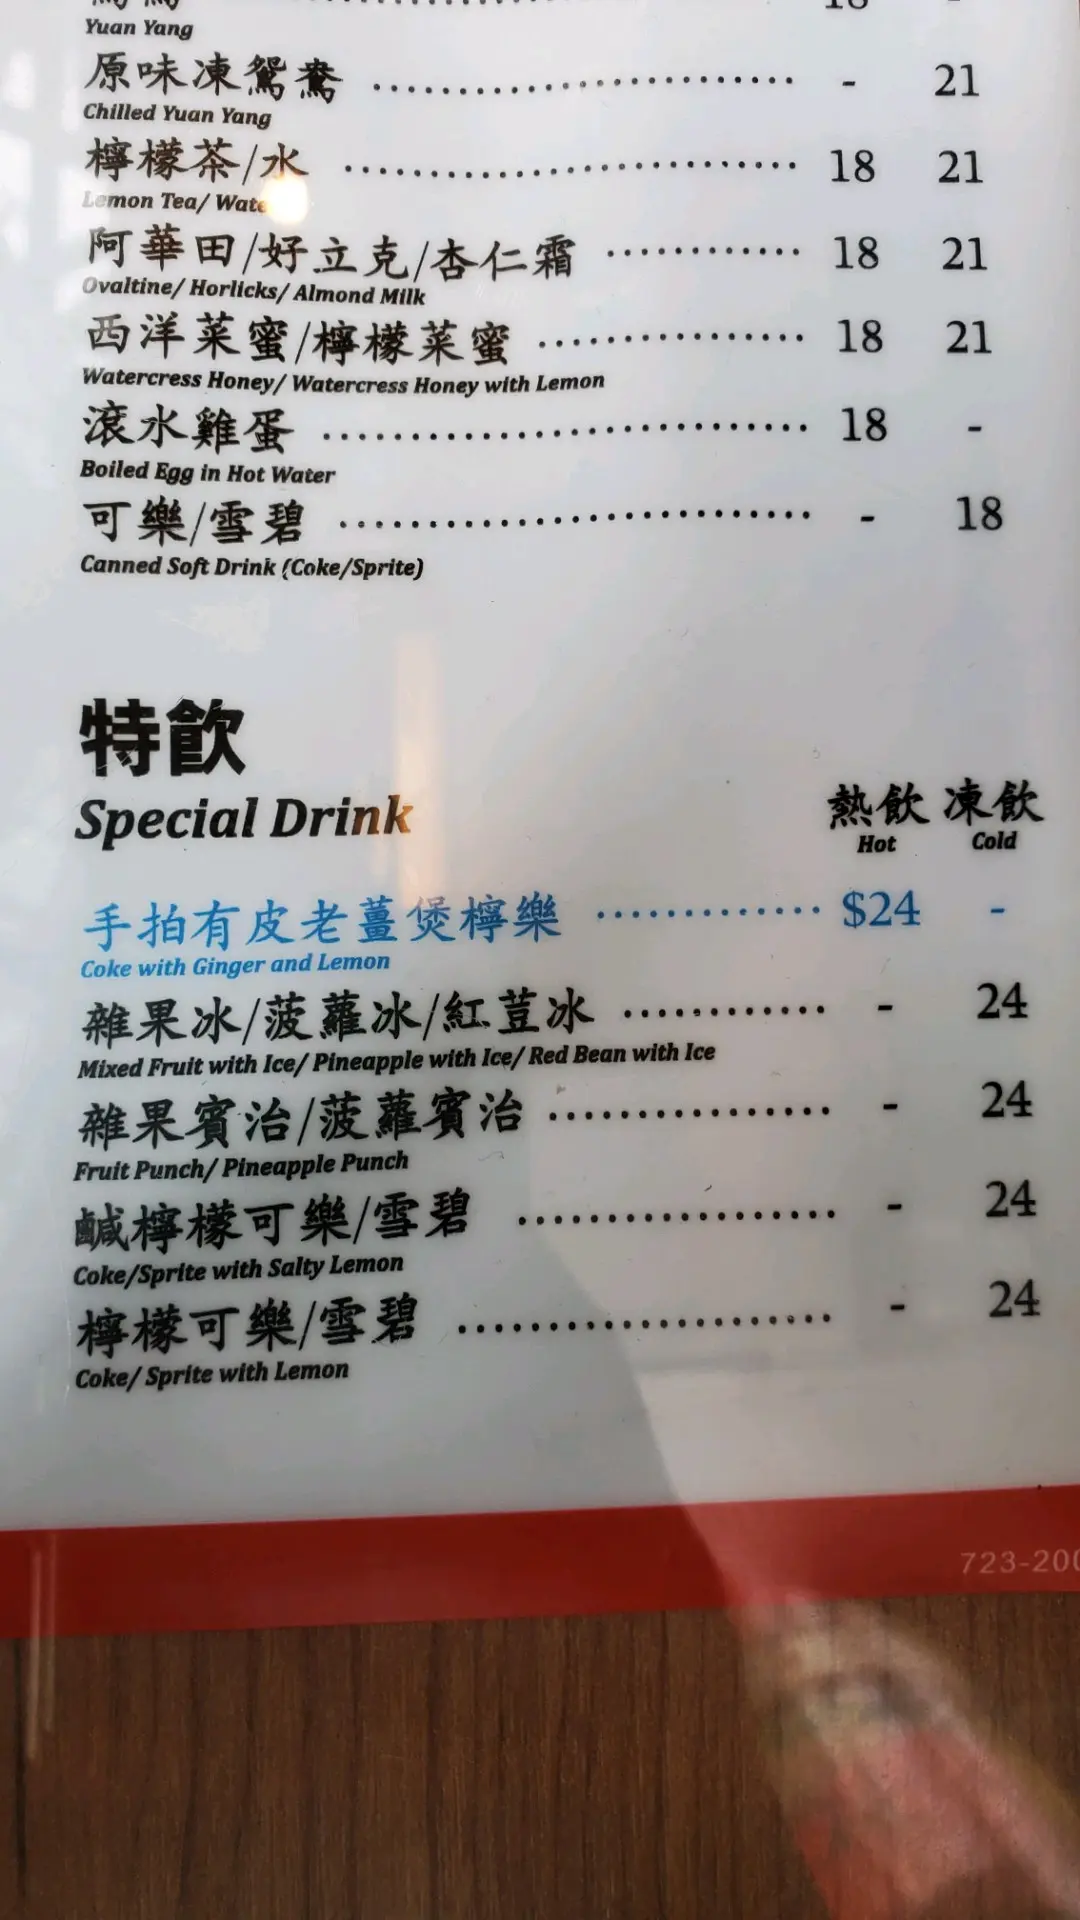 Yuan Yang 18 -
原味凍鴛鴦 - 21
Chilled Yuan Yang
檸檬茶/水 18 21
Lemon Tea/ Wate
阿華田/好立克/杏仁霜 18 21
Ovaltine/ Horlicks/ Almond Milk
西洋菜蜜/檸檬菜蜜 18 21
Watercress Honey/ Watercress Honey with Lemon
滾水雞蛋 18 -
Boiled Egg in Hot Water
可樂/雪碧 - 18
Canned Soft Drink (Coke/Sprite)
特飲
Special Drink
熱飲 凍飲
Hot Cold
手拍有皮老薑煲檸樂 $24 -
Coke with Ginger and Lemon
雜果冰/菠蘿冰/紅荳冰 - 24
Mixed Fruit with Ice/ Pineapple with Ice/ Red Bean with Ice
雜果賓治/菠蘿賓治 - 24
Fruit Punch/ Pineapple Punch
鹹檸檬可樂/雪碧 - 24
Coke/Sprite with Salty Lemon
檸檬可樂/雪碧 - 24
Coke/ Sprite with Lemon
723-200